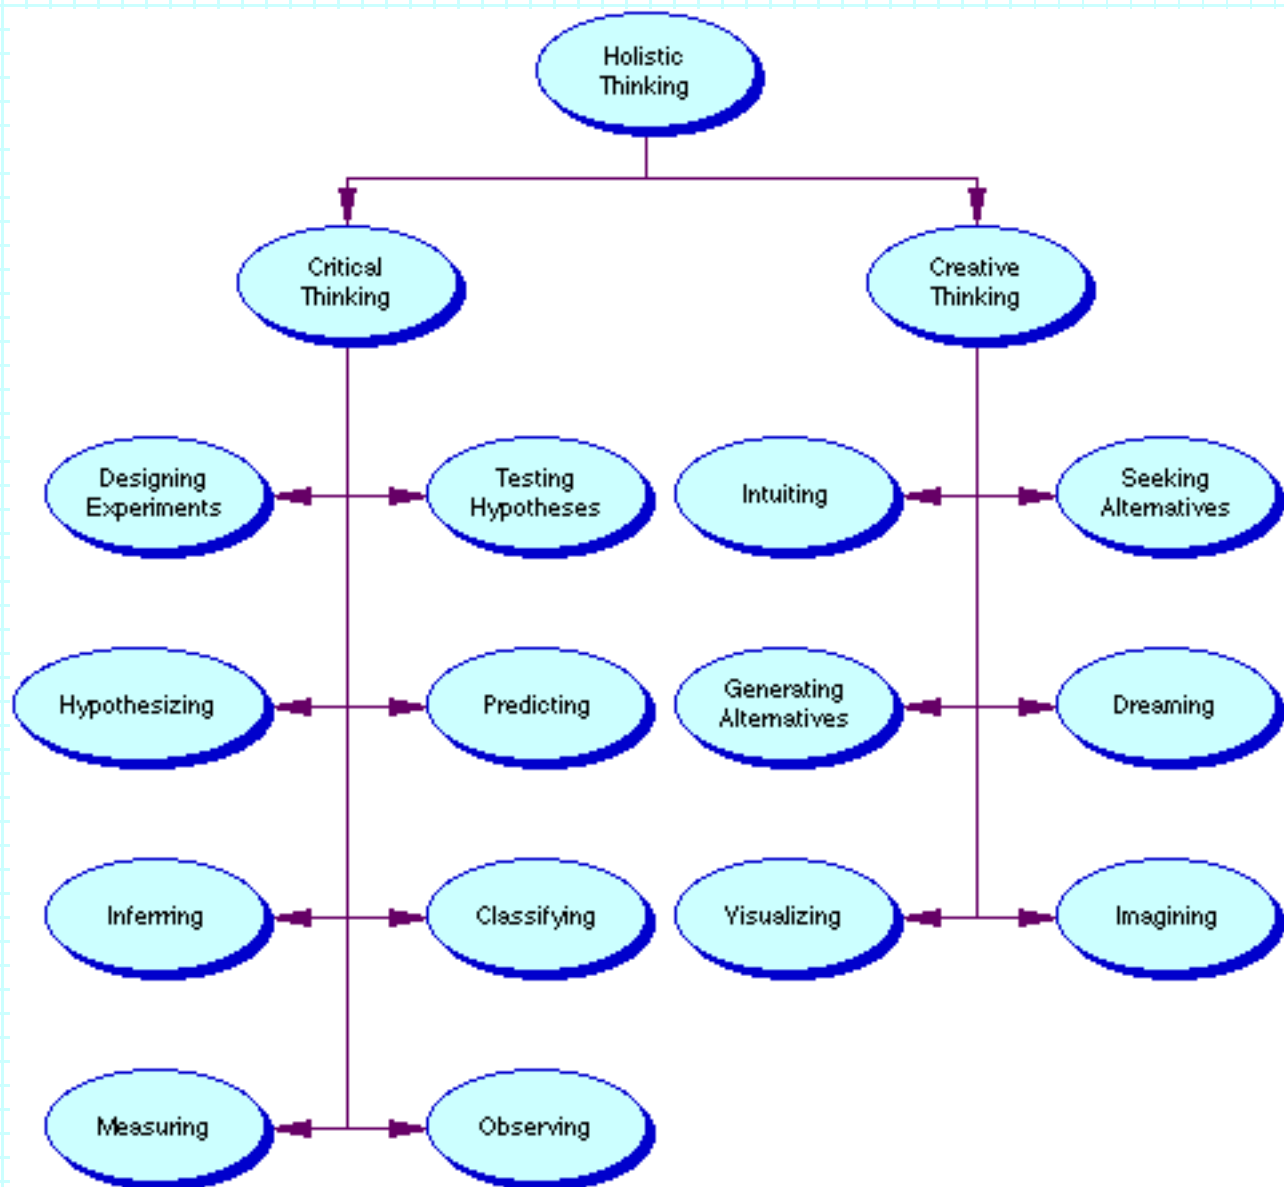 Holistic
Thinking
Critical
Thinking
Creative
Thinking
Designing
Experiments
Testing
Hypotheses
Intuiting
Seeking
Alternatives
Hypothesizing
Predicting
Generating
Alternatives
Dreaming
Inferrring
Classifying
Visualizing
Imagining
Measuring
Observing